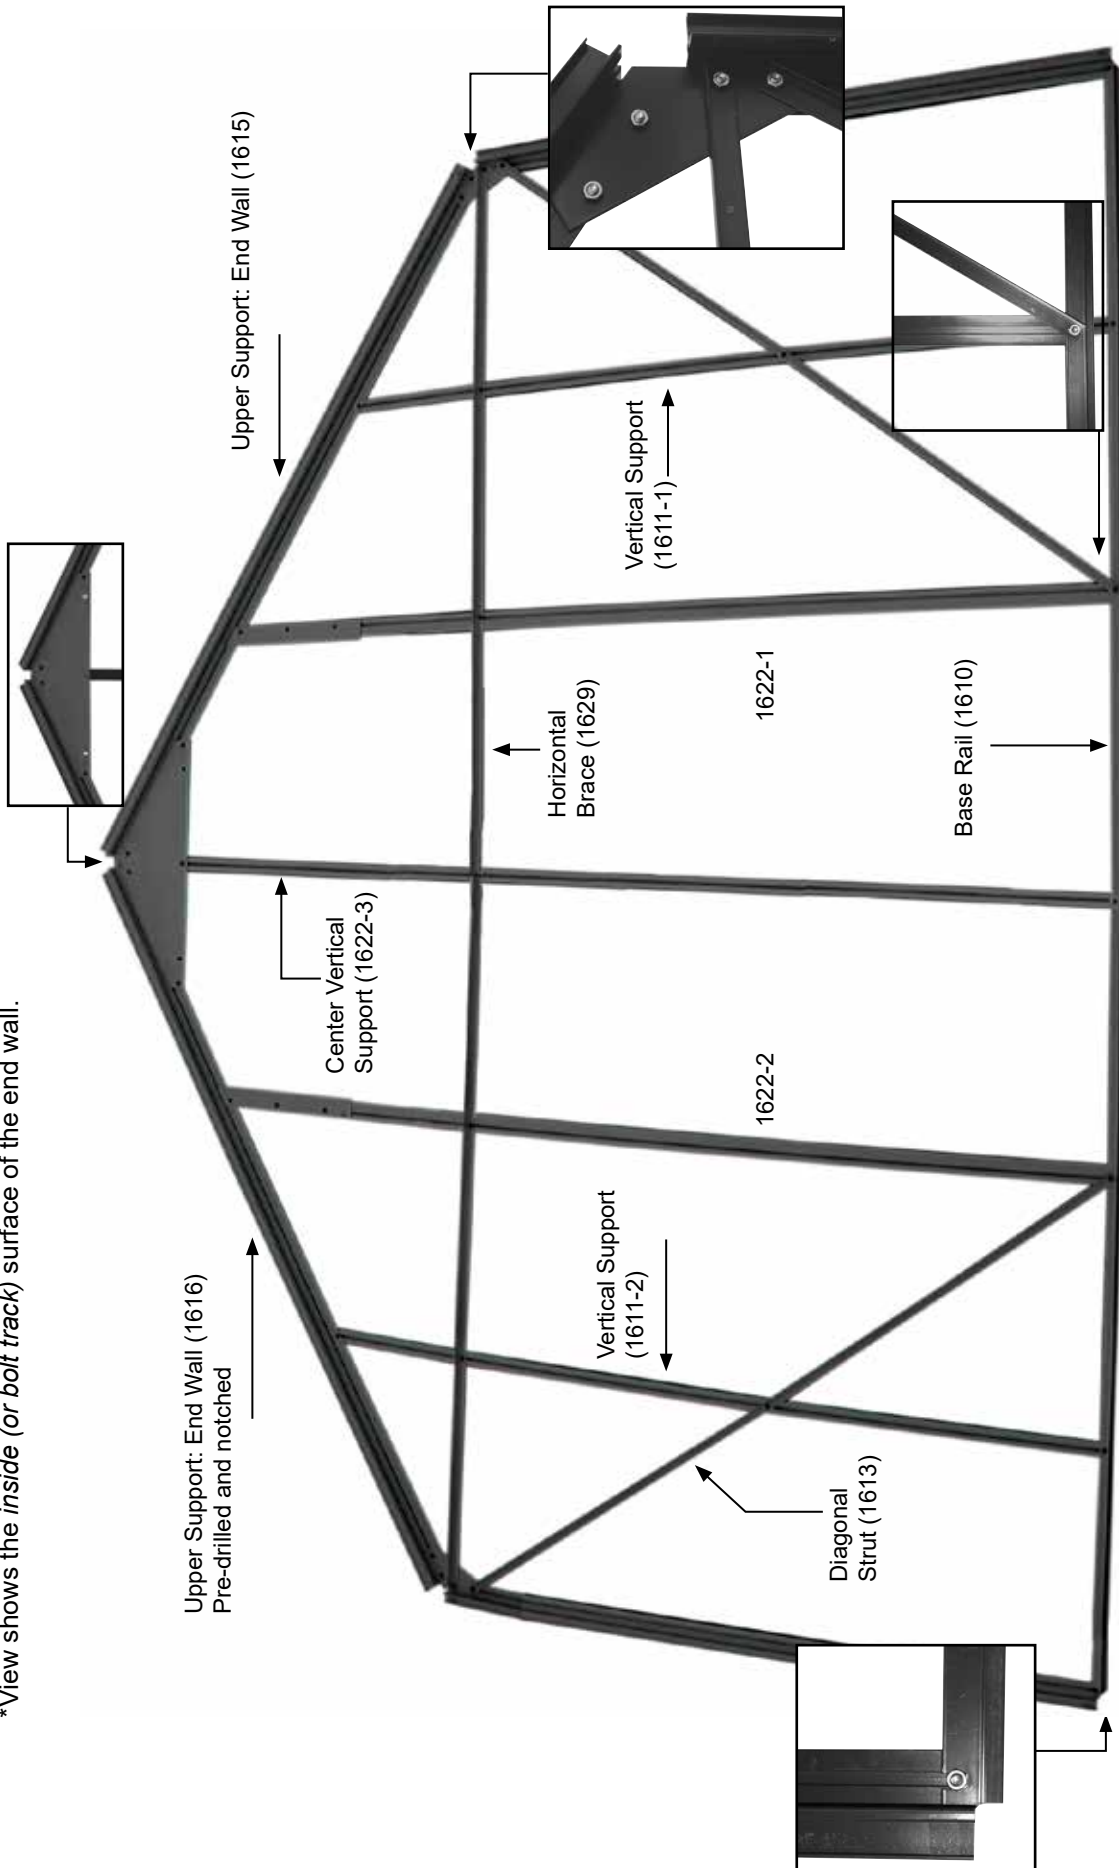 *View shows the inside (or bolt track) surface of the end wall.
Upper Support: End Wall (1616)
Pre-drilled and notched
Upper Support: End Wall (1615)
Center Vertical
Support (1622-3)
Horizontal
Brace (1629)
Vertical Support
(1611-2)
Vertical Support
(1611-1)
1622-2
1622-1
Diagonal
Strut (1613)
Base Rail (1610)